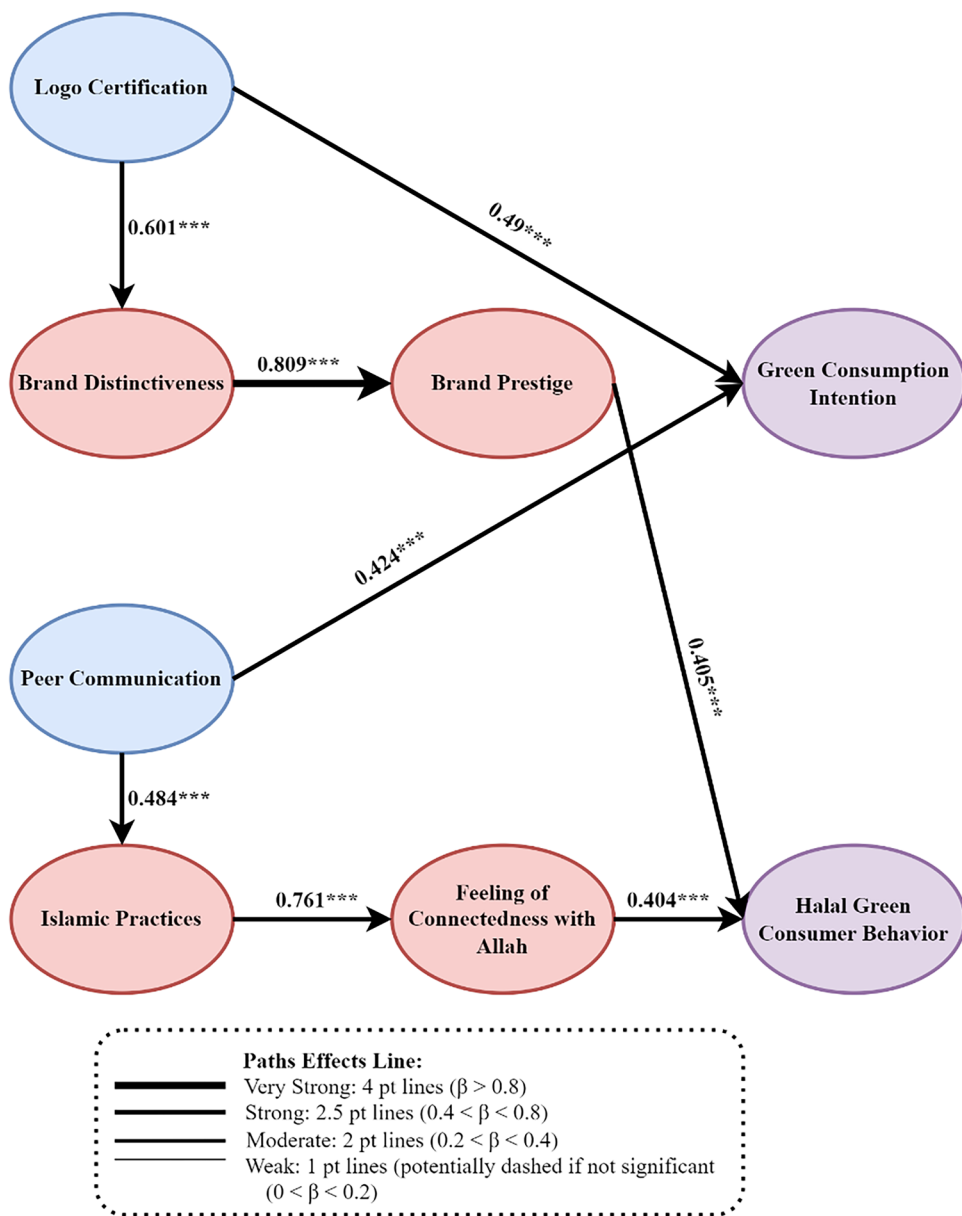 Logo Certification
0.601***
0.49***
Brand Distinctiveness
0.809***
Brand Prestige
Green Consumption
Intention
0.424***
Peer Communication
0.405***
0.484***
Islamic Practices
0.761***
Feeling of
Connectedness with
Allah
0.404***
Halal Green
Consumer Behavior
Paths Effects Line:
Very Strong: 4 pt lines (β > 0.8)
Strong: 2.5 pt lines (0.4 < β < 0.8)
Moderate: 2 pt lines (0.2 < β < 0.4)
Weak: 1 pt lines (potentially dashed if not significant
(0 < β < 0.2)